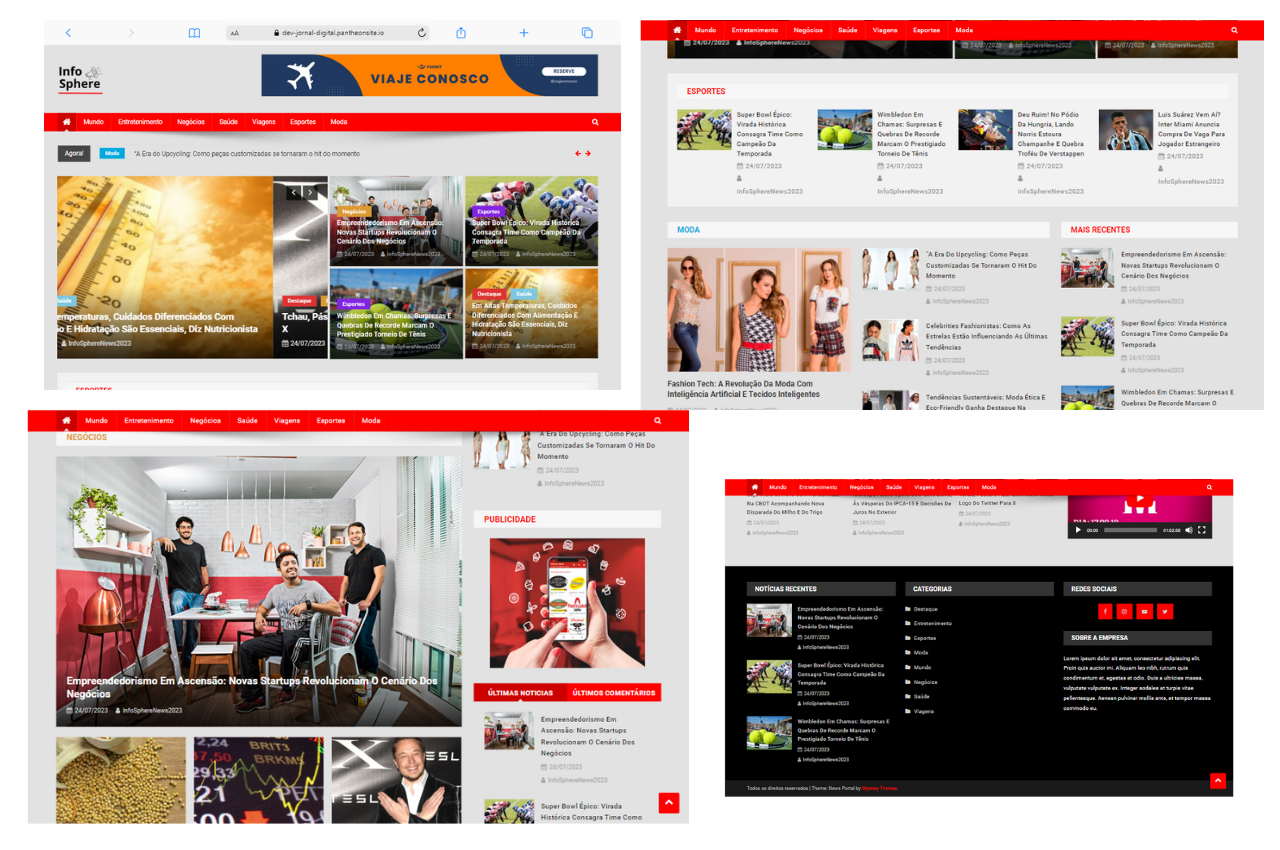 AA
dev-jornal-digital.pantheonsite.io
Info
Sphere
VIAJE CONOSCO
RESERVE
Mundo Entretenimento Negócios Saúde Viagens Esportes Moda
Agora!
Moda
"A Era do Upcycling: Como peças customizadas se tornaram o hit do momento
Saúde
emperaturas, Cuidados Diferenciados Com
o E Hidratação São Essenciais, Diz Nutricionista
InfoSphereNews2023
Destaque
Tchau, Pás
X
24/07/2023
Negócios
Empreendedorismo Em Ascensão:
Novas Startups Revolucionam O
Cenário Dos Negócios
24/07/2023 InfoSphereNews2023
Esportes
Super Bowl Épico: Virada Histórica
Consagra Time Como Campeão Da
Temporada
24/07/2023 InfoSphereNews2023
Esportes
Wimbledon Em Chamas: Surpresas E
Quebras De Recorde Marcam O
Prestigiado Torneio De Tênis
24/07/2023 InfoSphereNews2023
Destaque Saúde
Em Altas Temperaturas, Cuidados
Diferenciados Com Alimentação E
Hidratação São Essenciais, Diz
Nutricionista
24/07/2023 InfoSphereNews2023
ESPORTES
Mundo Entretenimento Negócios Saúde Viagens Esportes Moda
24/07/2023 InfoSphereNews2023
24/07/2023 InfoSphereNews2023
24/07/2023 InfoSphereNews2023
ESPORTES
Super Bowl Épico:
Virada Histórica
Consagra Time Como
Campeão Da
Temporada
24/07/2023
InfoSphereNews2023
Wimbledon Em
Chamas: Surpresas E
Quebras De Recorde
Marcam O Prestigiado
Torneio De Tênis
24/07/2023
InfoSphereNews2023
Deu Ruim! No Pódio
Da Hungria, Lando
Norris Estoura
Champanhe E Quebra
Troféu De Verstappen
24/07/2023
InfoSphereNews2023
Luis Suárez Vem Aí?
Inter Miami Anuncia
Compra De Vaga Para
Jogador Estrangeiro
24/07/2023
InfoSphereNews2023
MODA
Fashion Tech: A Revolução Da Moda Com
Inteligência Artificial E Tecidos Inteligentes
24/07/2023 InfoSphereNews2023
"A Era Do Upcycling: Como Peças
Customizadas Se Tornaram O Hit Do
Momento
24/07/2023
InfoSphereNews2023
Celebrities Fashionistas: Como As
Estrelas Estão Influenciando As Últimas
Tendências
24/07/2023
InfoSphereNews2023
Tendências Sustentáveis: Moda Ética E
Eco-Friendly Ganha Destaque Na
MAIS RECENTES
Empreendedorismo Em Ascensão:
Novas Startups Revolucionam O
Cenário Dos Negócios
24/07/2023
InfoSphereNews2023
Super Bowl Épico: Virada Histórica
Consagra Time Como Campeão Da
Temporada
24/07/2023
InfoSphereNews2023
Wimbledon Em Chamas: Surpresas E
Quebras De Recorde Marcam O
Mundo Entretenimento Negócios Saúde Viagens Esportes Moda
NEGÓCIOS
Empreendedorismo Em Ascensão: Novas Startups Revolucionam O Cenário Dos
Negócios
24/07/2023 InfoSphereNews2023
2,24 BRIT3
37,50 BRKM5
29,33
21
X
TESL
ESL
"A Era Do Upcycling: Como Peças
Customizadas Se Tornaram O Hit Do
Momento
24/07/2023
InfoSphereNews2023
PUBLICIDADE
ÚLTIMAS NOTICIAS ÚLTIMOS COMENTÁRIOS
Empreendedorismo Em
Ascensão: Novas Startups
Revolucionam O Cenário Dos
Negócios
24/07/2023
InfoSphereNews2023
Super Bowl Épico: Virada
Histórica Consagra Time Como
Mundo Entretenimento Negócios Saúde Viagens Esportes Moda
Na CBOT Acompanhando Nova
Disparada Do Milho E Do Trigo
24/07/2023
InfoSphereNews2023
Às Vésperas Do IPCA-15 E Decisões De
Juros No Exterior
24/07/2023
InfoSphereNews2023
Logo Do Twitter Para X
24/07/2023
InfoSphereNews2023
00:00 01:02:00
NOTÍCIAS RECENTES
Empreendedorismo Em Ascensão:
Novas Startups Revolucionam O
Cenário Dos Negócios
24/07/2023
InfoSphereNews2023
Super Bowl Épico: Virada Histórica
Consagra Time Como Campeão Da
Temporada
24/07/2023
InfoSphereNews2023
Wimbledon Em Chamas: Surpresas E
Quebras De Recorde Marcam O
Prestigiado Torneio De Tênis
24/07/2023
InfoSphereNews2023
CATEGORIAS
Destaque
Entretenimento
Esportes
Moda
Mundo
Negócios
Saúde
Viagens
REDES SOCIAIS
SOBRE A EMPRESA
Lorem ipsum dolor sit amet, consectetur adipiscing elit.
Proin quis auctor mi. Aliquam leo nibh, rutrum quis
condimentum et, egestas et odio. Duis a ultricies massa,
vulputate vulputate ex. Integer sodales at turpis vitae
pellentesque. Aenean pulvinar mollis ante, et tempor massa
commodo eu.
Todos os direitos reservados | Theme: News Portal by Mystery Themes.